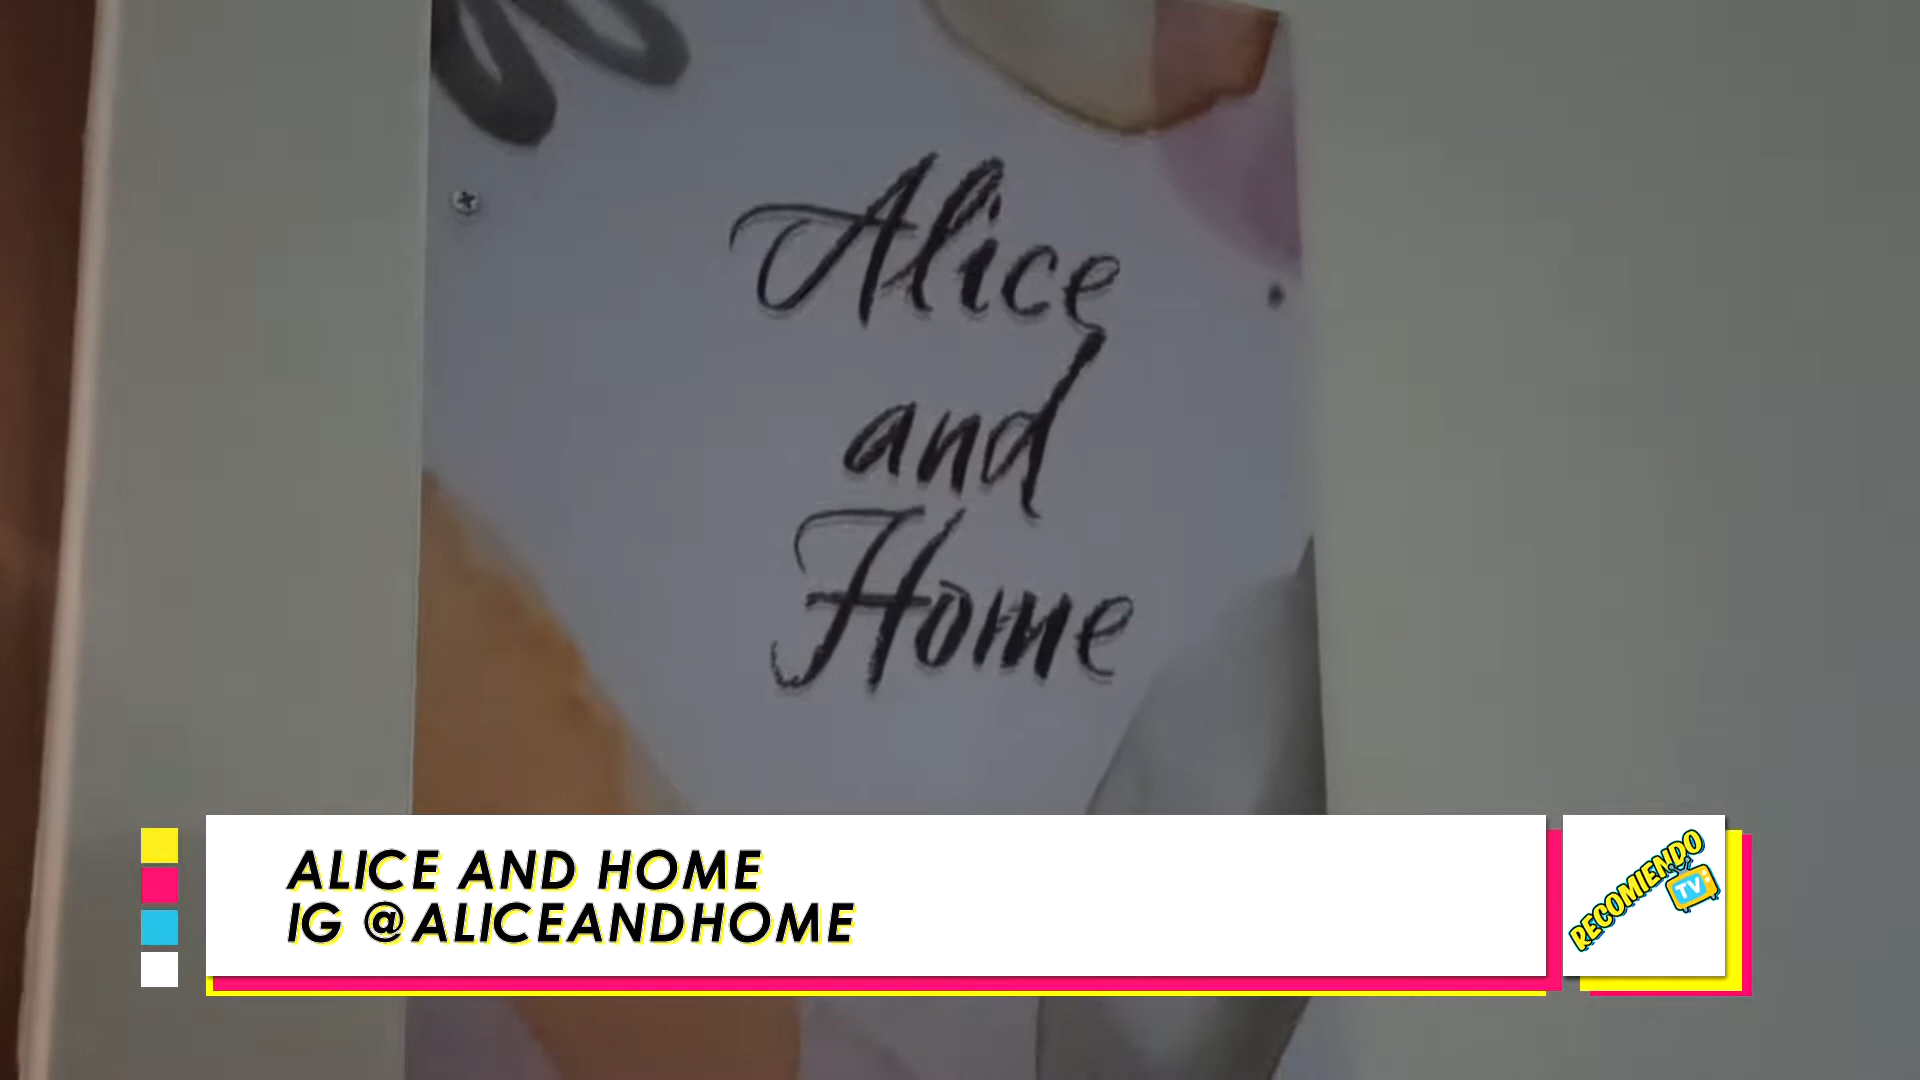 Alice
and
Home
ALICE AND HOME
IG @ALICEANDHOME
RECOMIENDO
TV